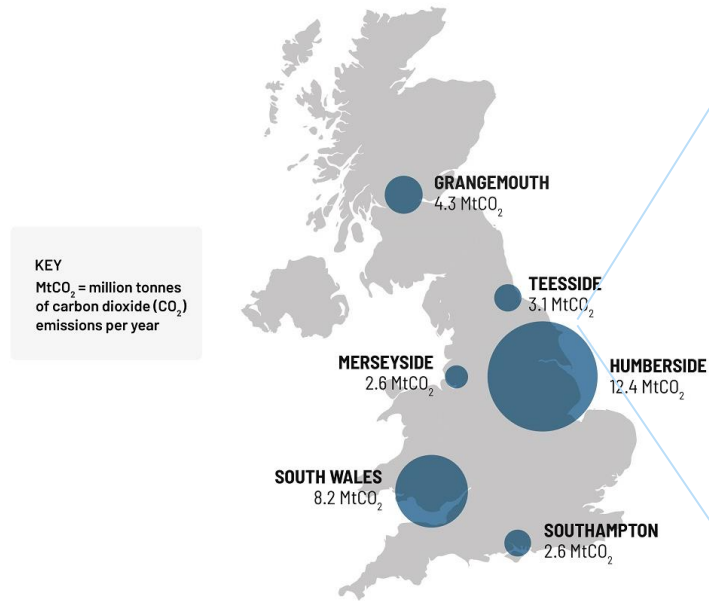 GRANGEMOUTH
4.3 MtCO₂
KEY
MtCO₂ = million tonnes
of carbon dioxide (CO₂)
emissions per year
TEESSIDE
3.1 MtCO₂
MERSEYSIDE
2.6 MtCO₂
HUMBERSIDE
12.4 MtCO₂
SOUTH WALES
8.2 MtCO₂
SOUTHAMPTON
2.6 MtCO₂